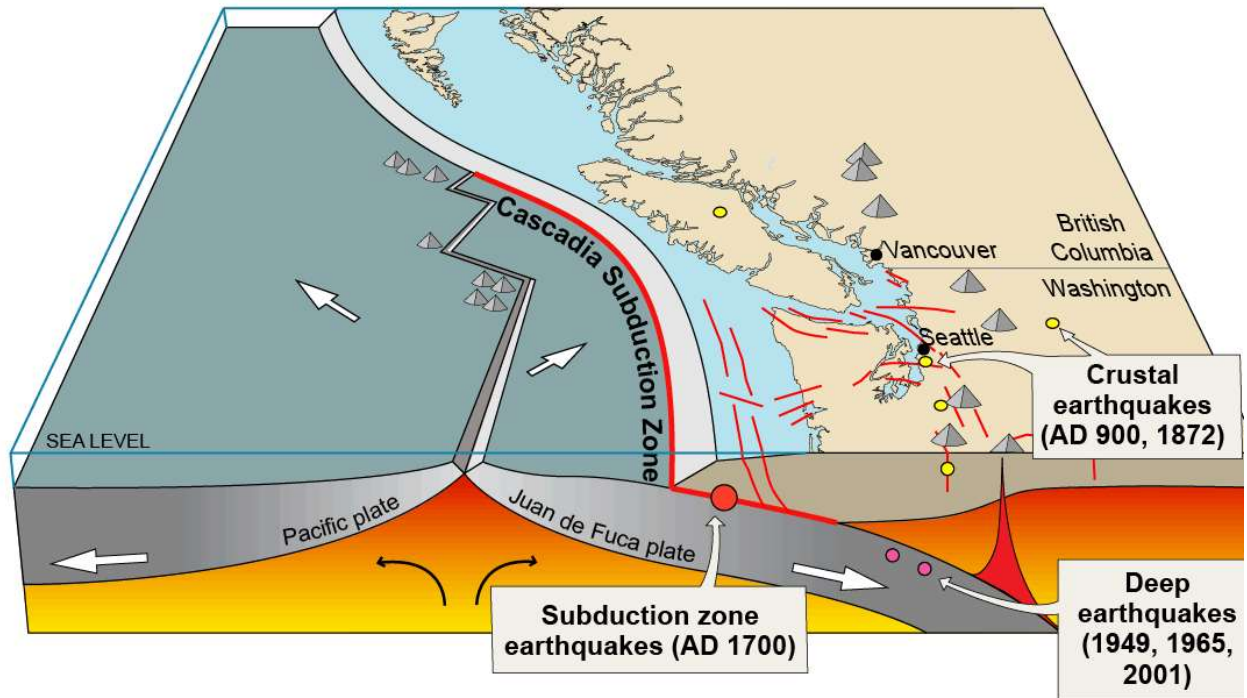 British
Columbia
Vancouver
Washington
Cascadia Subduction Zone
Seattle
Crustal
earthquakes
(AD 900, 1872)
SEA LEVEL
Pacific plate
Juan de Fuca plate
Subduction zone
earthquakes (AD 1700)
Deep
earthquakes
(1949, 1965,
2001)